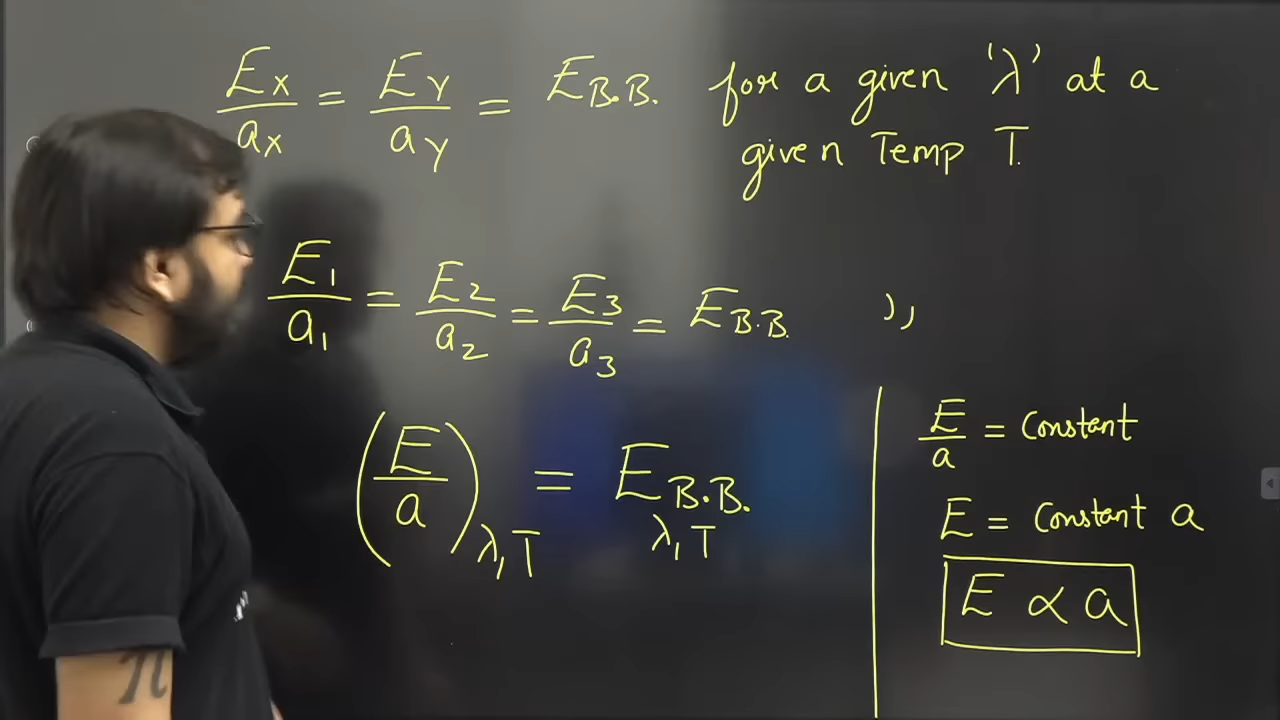 Ex/ax = EY/aY = EB.B. for a given 'λ' at a
given Temp T.
E1/a1 = E2/a2 = E3/a3 = EB.B. ,,
(E/a)λ,T = EB.B. λ,T
E/a = Constant
E = Constant a
E ∝ a
π